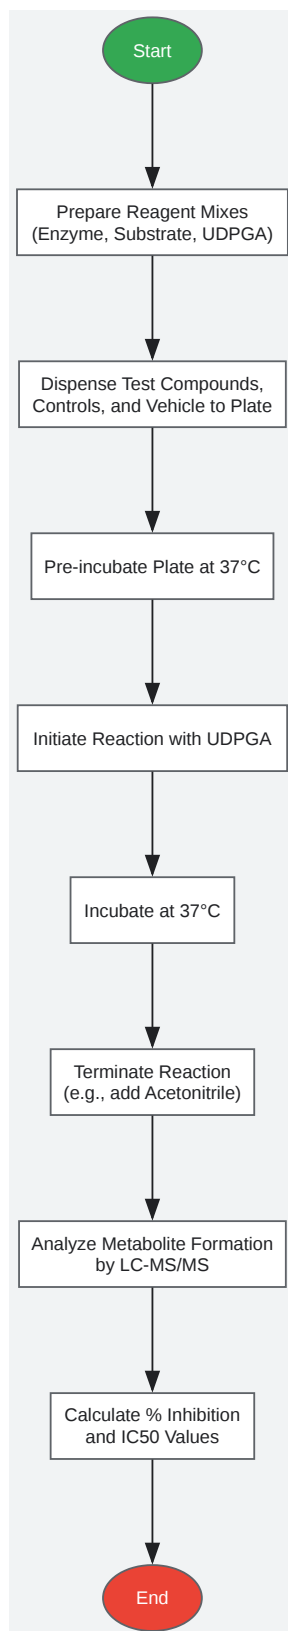 Start
Prepare Reagent Mixes
(Enzyme, Substrate, UDPGA)
Dispense Test Compounds,
Controls, and Vehicle to Plate
Pre-incubate Plate at 37°C
Initiate Reaction with UDPGA
Incubate at 37°C
Terminate Reaction
(e.g., add Acetonitrile)
Analyze Metabolite Formation
by LC-MS/MS
Calculate % Inhibition
and IC50 Values
End